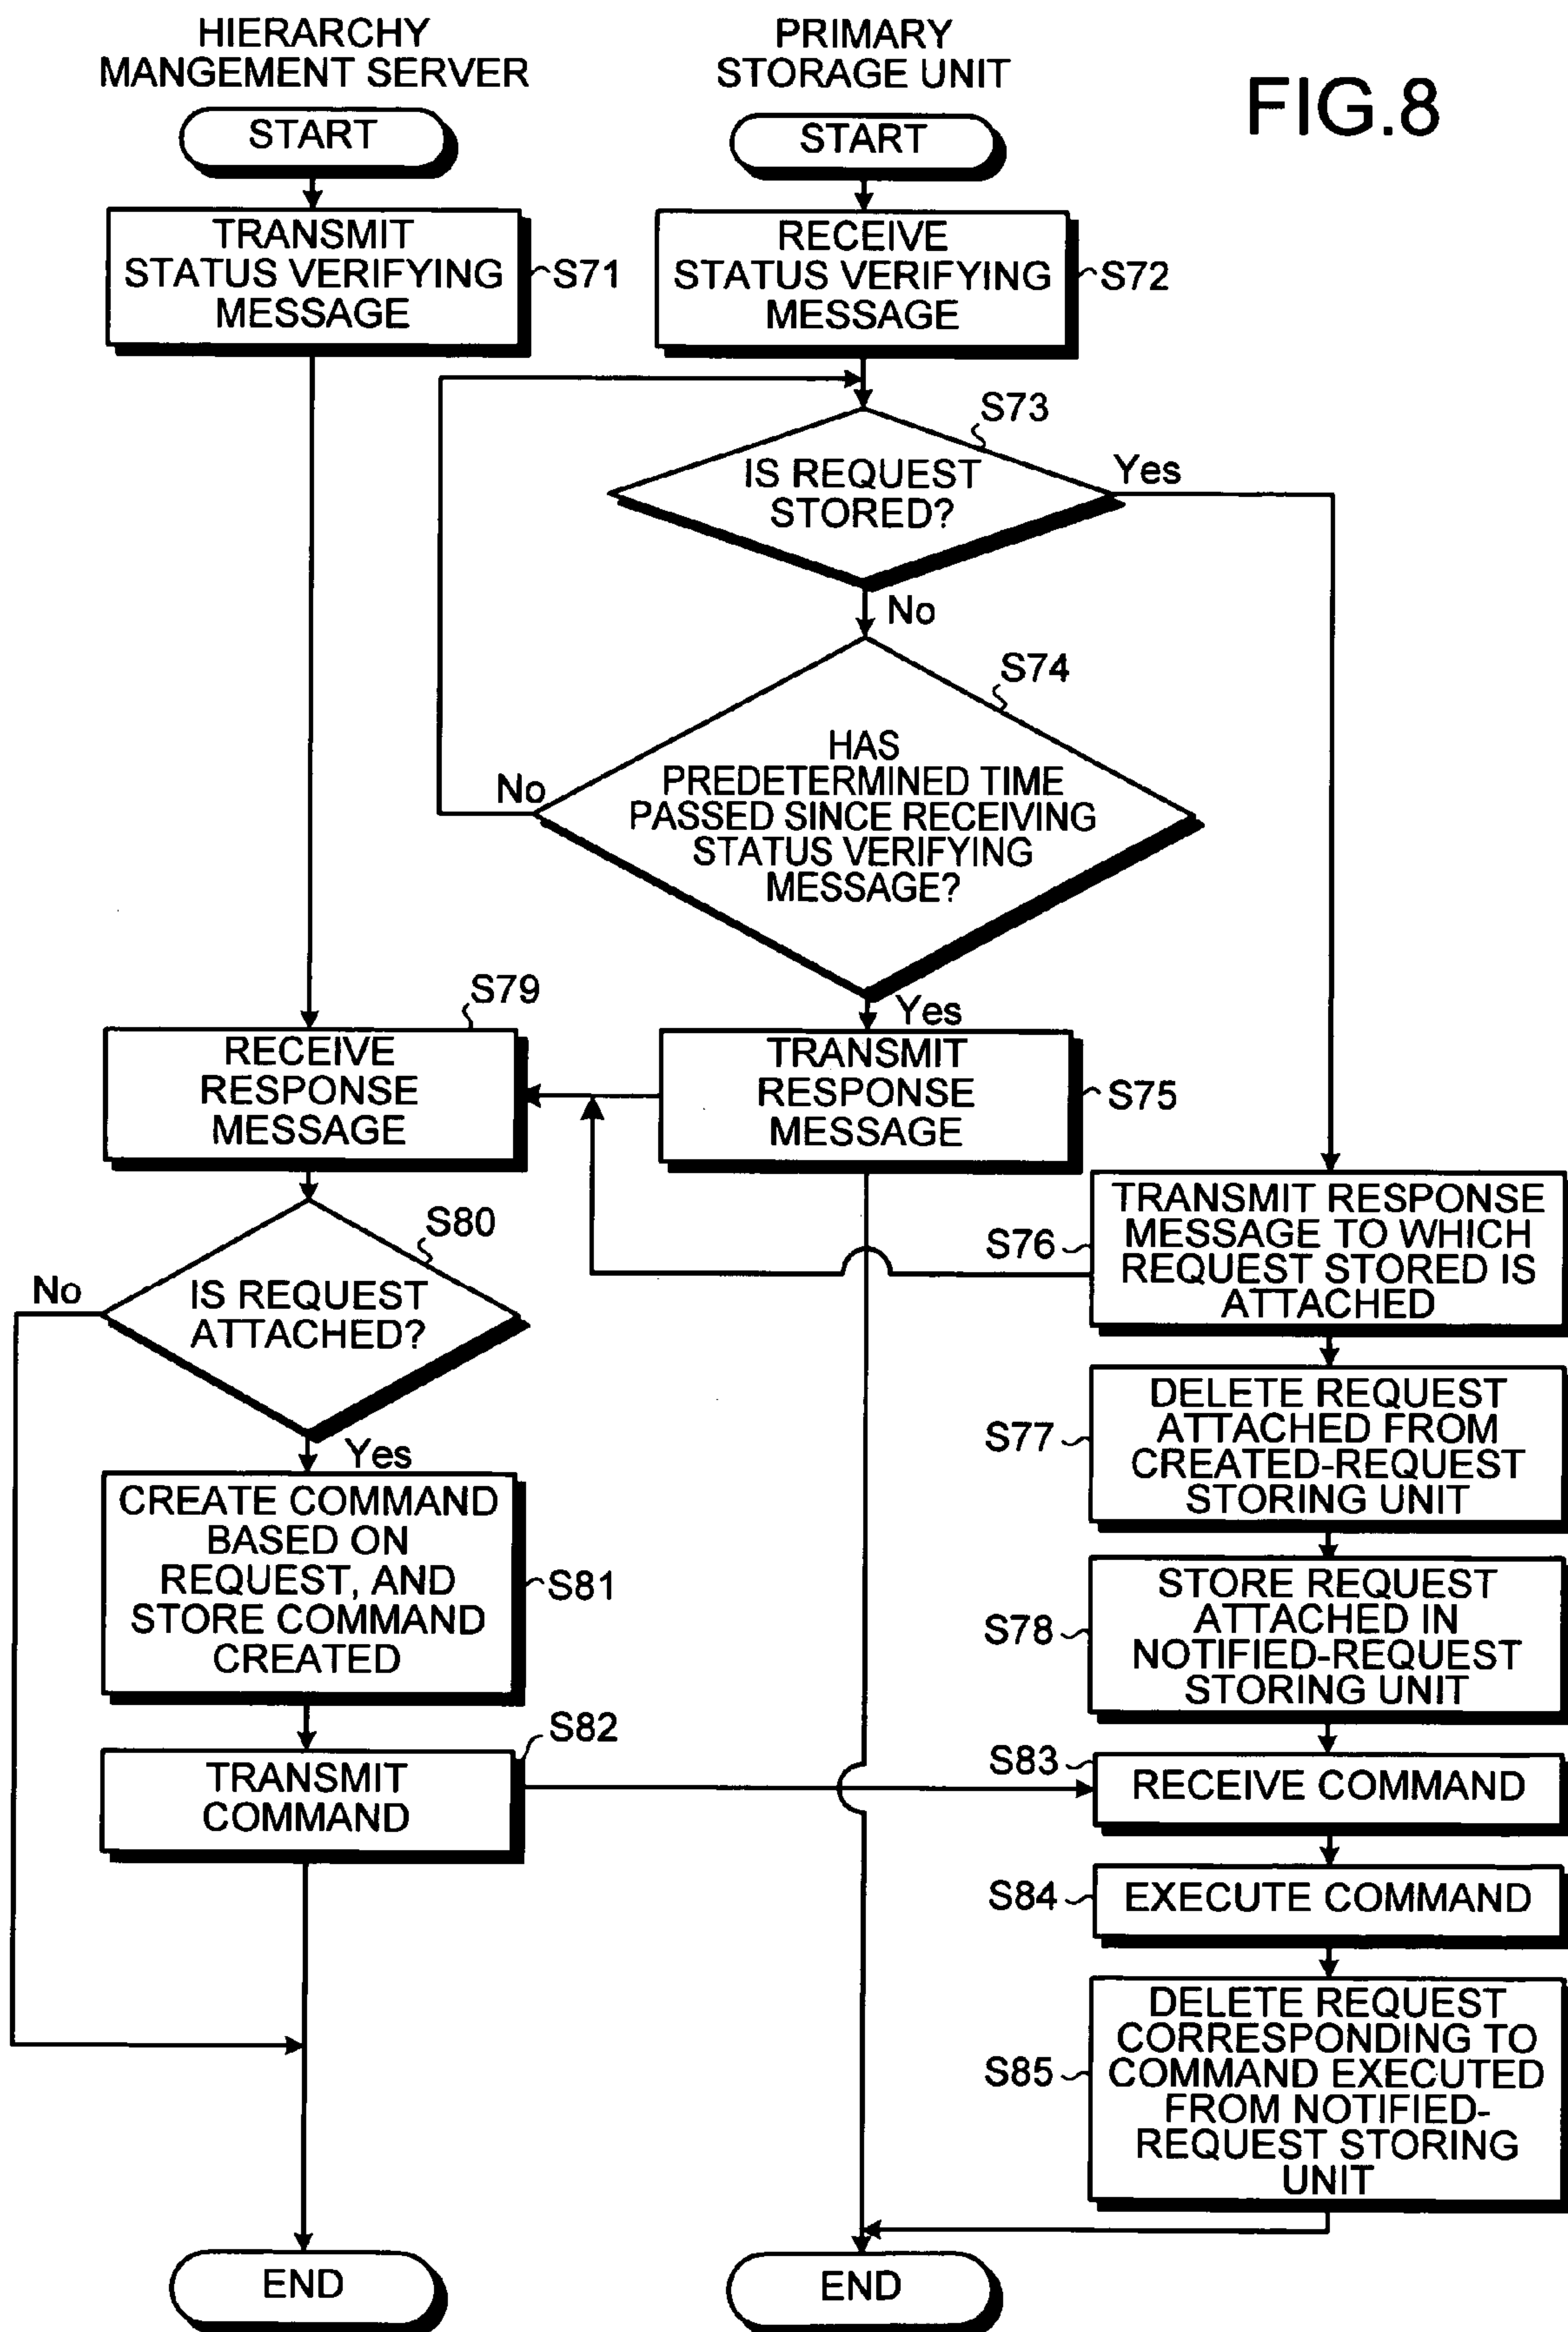 HIERARCHY
MANGEMENT SERVER
PRIMARY
STORAGE UNIT
FIG.8
START
START
TRANSMIT
STATUS VERIFYING
MESSAGE
S71
RECEIVE
STATUS VERIFYING
MESSAGE
S72
S73
IS REQUEST
STORED?
Yes
No
S74
HAS
PREDETERMINED TIME
PASSED SINCE RECEIVING
STATUS VERIFYING
MESSAGE?
No
Yes
S79
RECEIVE
RESPONSE
MESSAGE
TRANSMIT
RESPONSE
MESSAGE
S75
S76
TRANSMIT RESPONSE
MESSAGE TO WHICH
REQUEST STORED IS
ATTACHED
S80
IS REQUEST
ATTACHED?
No
Yes
S77
DELETE REQUEST
ATTACHED FROM
CREATED-REQUEST
STORING UNIT
CREATE COMMAND
BASED ON
REQUEST, AND
STORE COMMAND
CREATED
S81
S78
STORE REQUEST
ATTACHED IN
NOTIFIED-REQUEST
STORING UNIT
S82
TRANSMIT
COMMAND
S83
RECEIVE COMMAND
S84
EXECUTE COMMAND
S85
DELETE REQUEST
CORRESPONDING TO
COMMAND EXECUTED
FROM NOTIFIED-
REQUEST STORING
UNIT
END
END